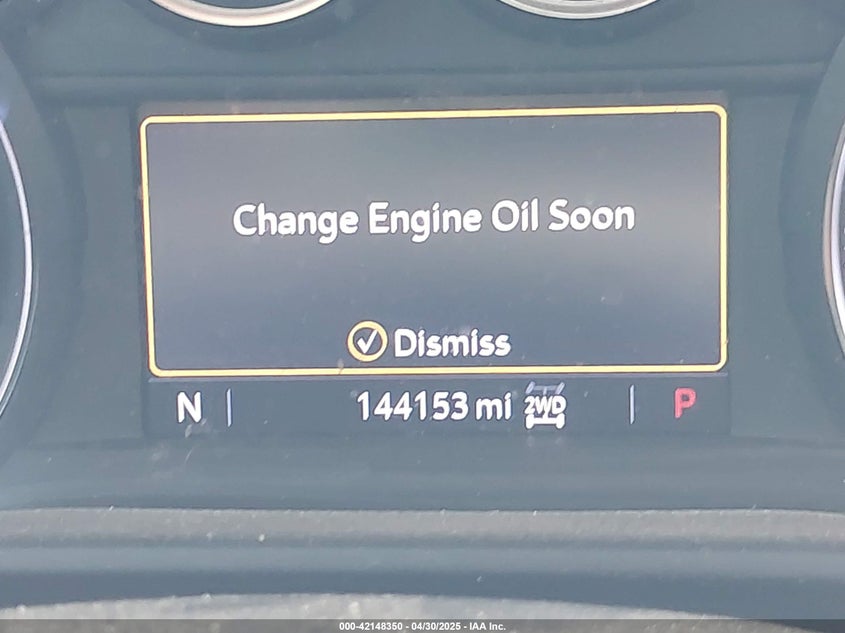 Change Engine Oil Soon
Dismiss
N 144153 mi 2WD P
000-42148350 - 04/30/2025 - IAA Inc.